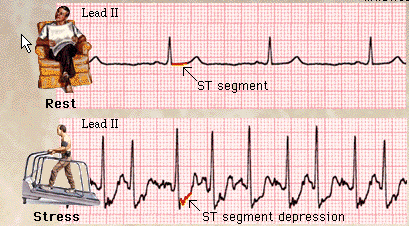 Lead II
ST segment
Rest
Lead II
ST segment depression
Stress